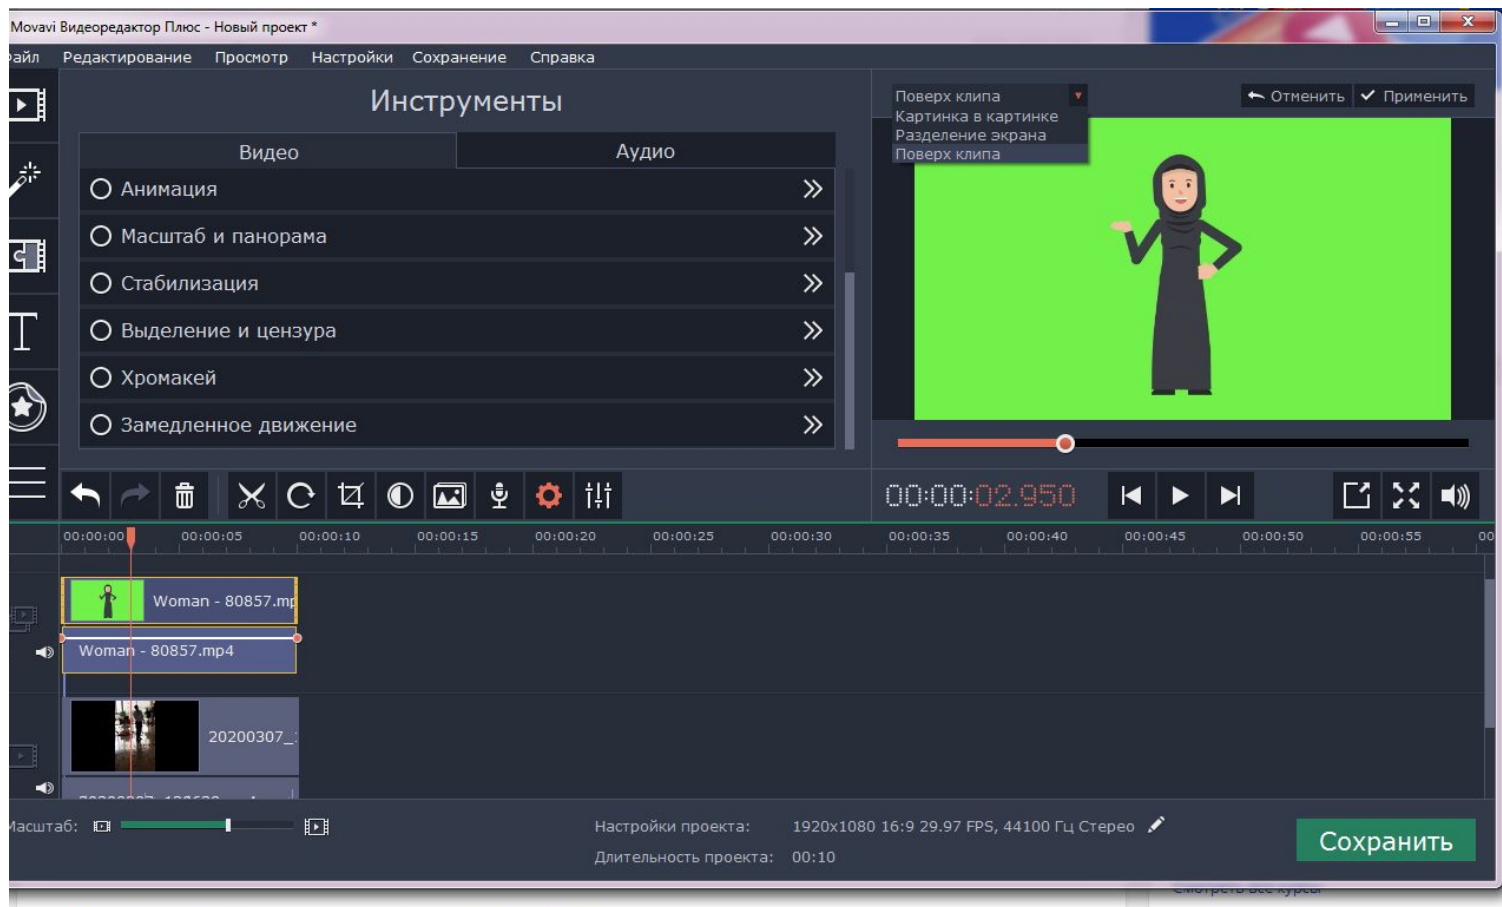 Movavi Видеоредактор Плюс - Новый проект *
айл Редактирование Просмотр Настройки Сохранение Справка
Инструменты
Видео Аудио
Анимация
Масштаб и панорама
Стабилизация
Выделение и цензура
Хромакей
Замедленное движение
Поверх клипа
Картинка в картинке
Разделение экрана
Поверх клипа
Отменить Применить
00:00:02.950
00:00:00 00:00:05 00:00:10 00:00:15 00:00:20 00:00:25 00:00:30 00:00:35 00:00:40 00:00:45 00:00:50 00:00:55 00
Woman - 80857.mp
Woman - 80857.mp4
20200307_
Масштаб:
Настройки проекта: 1920x1080 16:9 29.97 FPS, 44100 Гц Стерео
Длительность проекта: 00:10
Сохранить
Смотреть все курсы